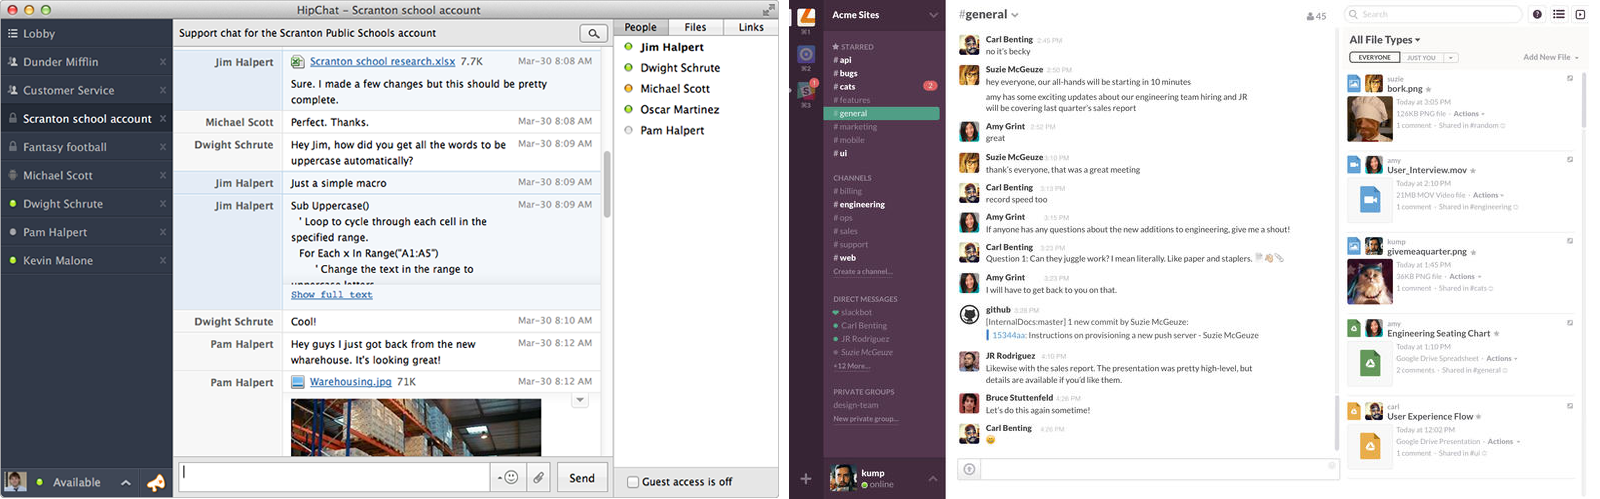 HipChat – Scranton school account
Lobby
Dunder Mifflin x
Customer Service x
Scranton school account x
Fantasy football x
Michael Scott x
Dwight Schrute x
Pam Halpert x
Kevin Malone x
Available
Support chat for the Scranton Public Schools account
Jim Halpert Scranton school research.xlsx 7.7K Mar-30 8:08 AM
Sure. I made a few changes but this should be pretty
complete.
Michael Scott Perfect. Thanks. Mar-30 8:08 AM
Dwight Schrute Hey Jim, how did you get all the words to be Mar-30 8:09 AM
uppercase automatically?
Jim Halpert Just a simple macro Mar-30 8:09 AM
Jim Halpert Sub Uppercase() Mar-30 8:09 AM
' Loop to cycle through each cell in the
specified range.
For Each x In Range("A1:A5")
' Change the text in the range to
uppercase letters
Show full text
Dwight Schrute Cool! Mar-30 8:10 AM
Pam Halpert Hey guys I just got back from the new Mar-30 8:12 AM
wharehouse. It's looking great!
Pam Halpert Warehousing.jpg 71K Mar-30 8:12 AM
Send
People Files Links
Jim Halpert
Dwight Schrute
Michael Scott
Oscar Martinez
Pam Halpert
Guest access is off
⌘1
⌘2
1
⌘3
Acme Sites
STARRED
# api
# bugs
# cats 2
# features
# general
# marketing
# mobile
# ui
CHANNELS
# billing
# engineering
# ops
# sales
# support
# web
Create a channel...
DIRECT MESSAGES
slackbot
Carl Benting
JR Rodriguez
Suzie McGeuze
+12 More...
PRIVATE GROUPS
design-team
New private group...
kump
online
#general 45
Carl Benting 2:45 PM
no it's becky
Suzie McGeuze 2:50 PM
hey everyone, our all-hands will be starting in 10 minutes
amy has some exciting updates about our engineering team hiring and JR
will be covering last quarter's sales report
Amy Grint 2:52 PM
great
Suzie McGeuze 3:10 PM
thank's everyone, that was a great meeting
Carl Benting 3:13 PM
record speed too
Amy Grint 3:15 PM
If anyone has any questions about the new additions to engineering, give me a shout!
Carl Benting 3:23 PM
Question 1: Can they juggle work? I mean literally. Like paper and staplers.
Amy Grint 3:23 PM
I will have to get back to you on that.
github 3:28 PM
[InternalDocs:master] 1 new commit by Suzie McGeuze:
15344aa: Instructions on provisioning a new push server - Suzie McGeuze
JR Rodriguez 4:10 PM
Likewise with the sales report. The presentation was pretty high-level, but
details are available if you'd like them.
Bruce Stuttenfeld 4:26 PM
Let's do this again sometime!
Carl Benting 4:26 PM
Search
All File Types
EVERYONE JUST YOU Add New File
suzie
bork.png
Today at 3:05 PM
126KB PNG file · Actions
1 comment · Shared in #random
amy
User_Interview.mov
Today at 2:10 PM
21MB MOV Video file · Actions
1 comment · Shared in #engineering
kump
givemeaquarter.png
Today at 1:45 PM
36KB PNG file · Actions
1 comment · Shared in #cats
amy
Engineering Seating Chart
Today at 1:10 PM
Google Drive Spreadsheet · Actions
2 comments · Shared in #general
carl
User Experience Flow
Today at 12:02 PM
Google Drive Presentation · Actions
1 comment · Shared in #ui